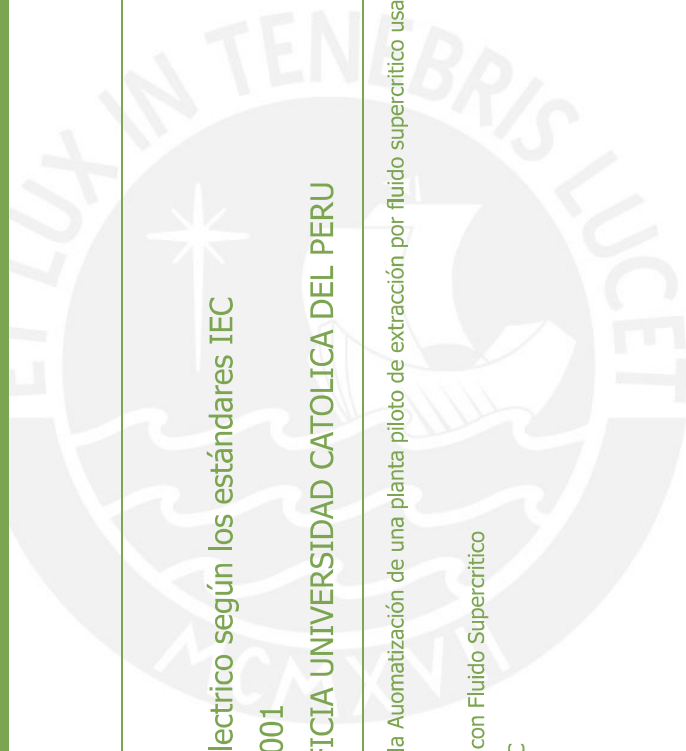 lectrico según los estándares IEC
001
FICIA UNIVERSIDAD CATOLICA DEL PERU
la Auomatización de una planta piloto de extracción por fluido supercritico usa
con Fluido Supercritico
C
ET LUX IN TENEBRIS LUCET
MCMXVII